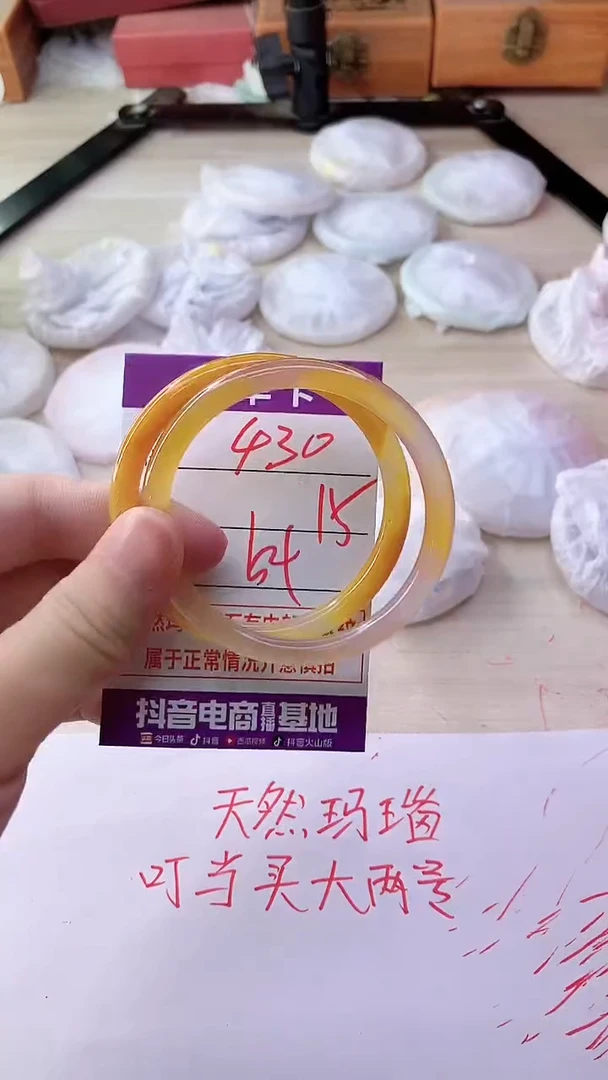 430
15
64
属于正常情况介意慎拍
抖音电商直播基地
今日头条 抖音 西瓜视频 抖音火山版
天然玛瑙
叮当买大两号